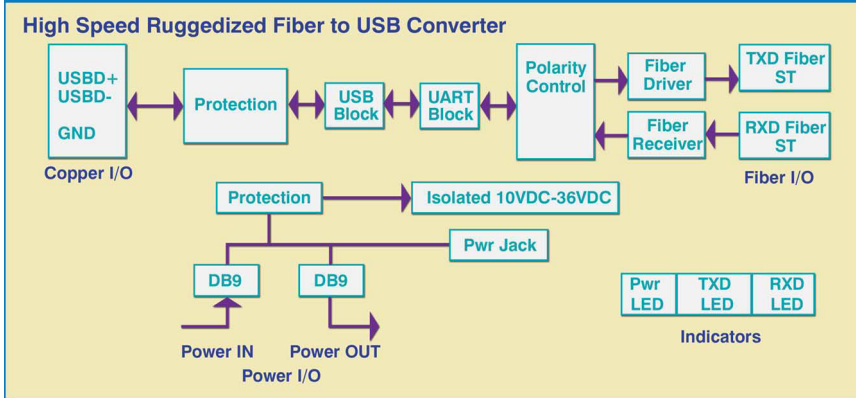 High Speed Ruggedized Fiber to USB Converter
USBD+
USBD-
GND
Copper I/O
Protection
USB
Block
UART
Block
Polarity
Control
Fiber
Driver
TXD Fiber
ST
Fiber
Receiver
RXD Fiber
ST
Fiber I/O
Protection
Isolated 10VDC-36VDC
Pwr Jack
DB9
DB9
Power IN
Power OUT
Power I/O
Pwr
LED
TXD
LED
RXD
LED
Indicators